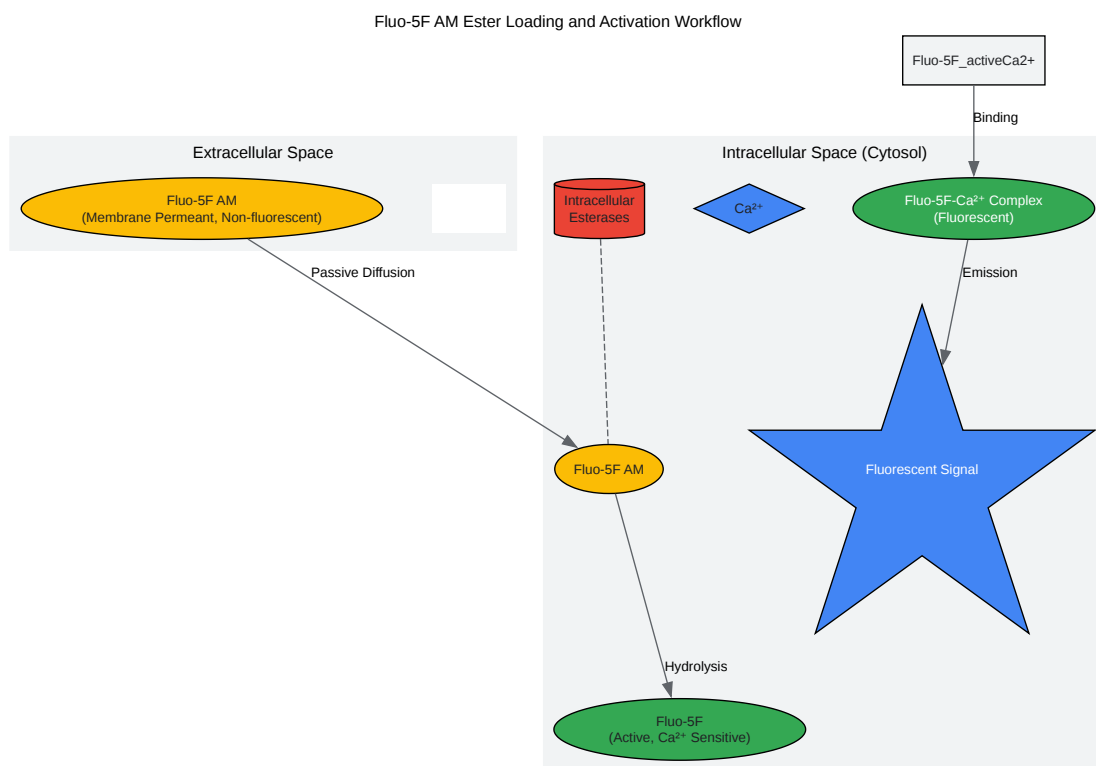 Fluo-5F AM Ester Loading and Activation Workflow
Fluo-5F_activeCa2+
Binding
Extracellular Space
Intracellular Space (Cytosol)
Fluo-5F AM
(Membrane Permeant, Non-fluorescent)
Intracellular
Esterases
Ca²⁺
Fluo-5F-Ca²⁺ Complex
(Fluorescent)
Passive Diffusion
Emission
Fluo-5F AM
Fluorescent Signal
Hydrolysis
Fluo-5F
(Active, Ca²⁺ Sensitive)